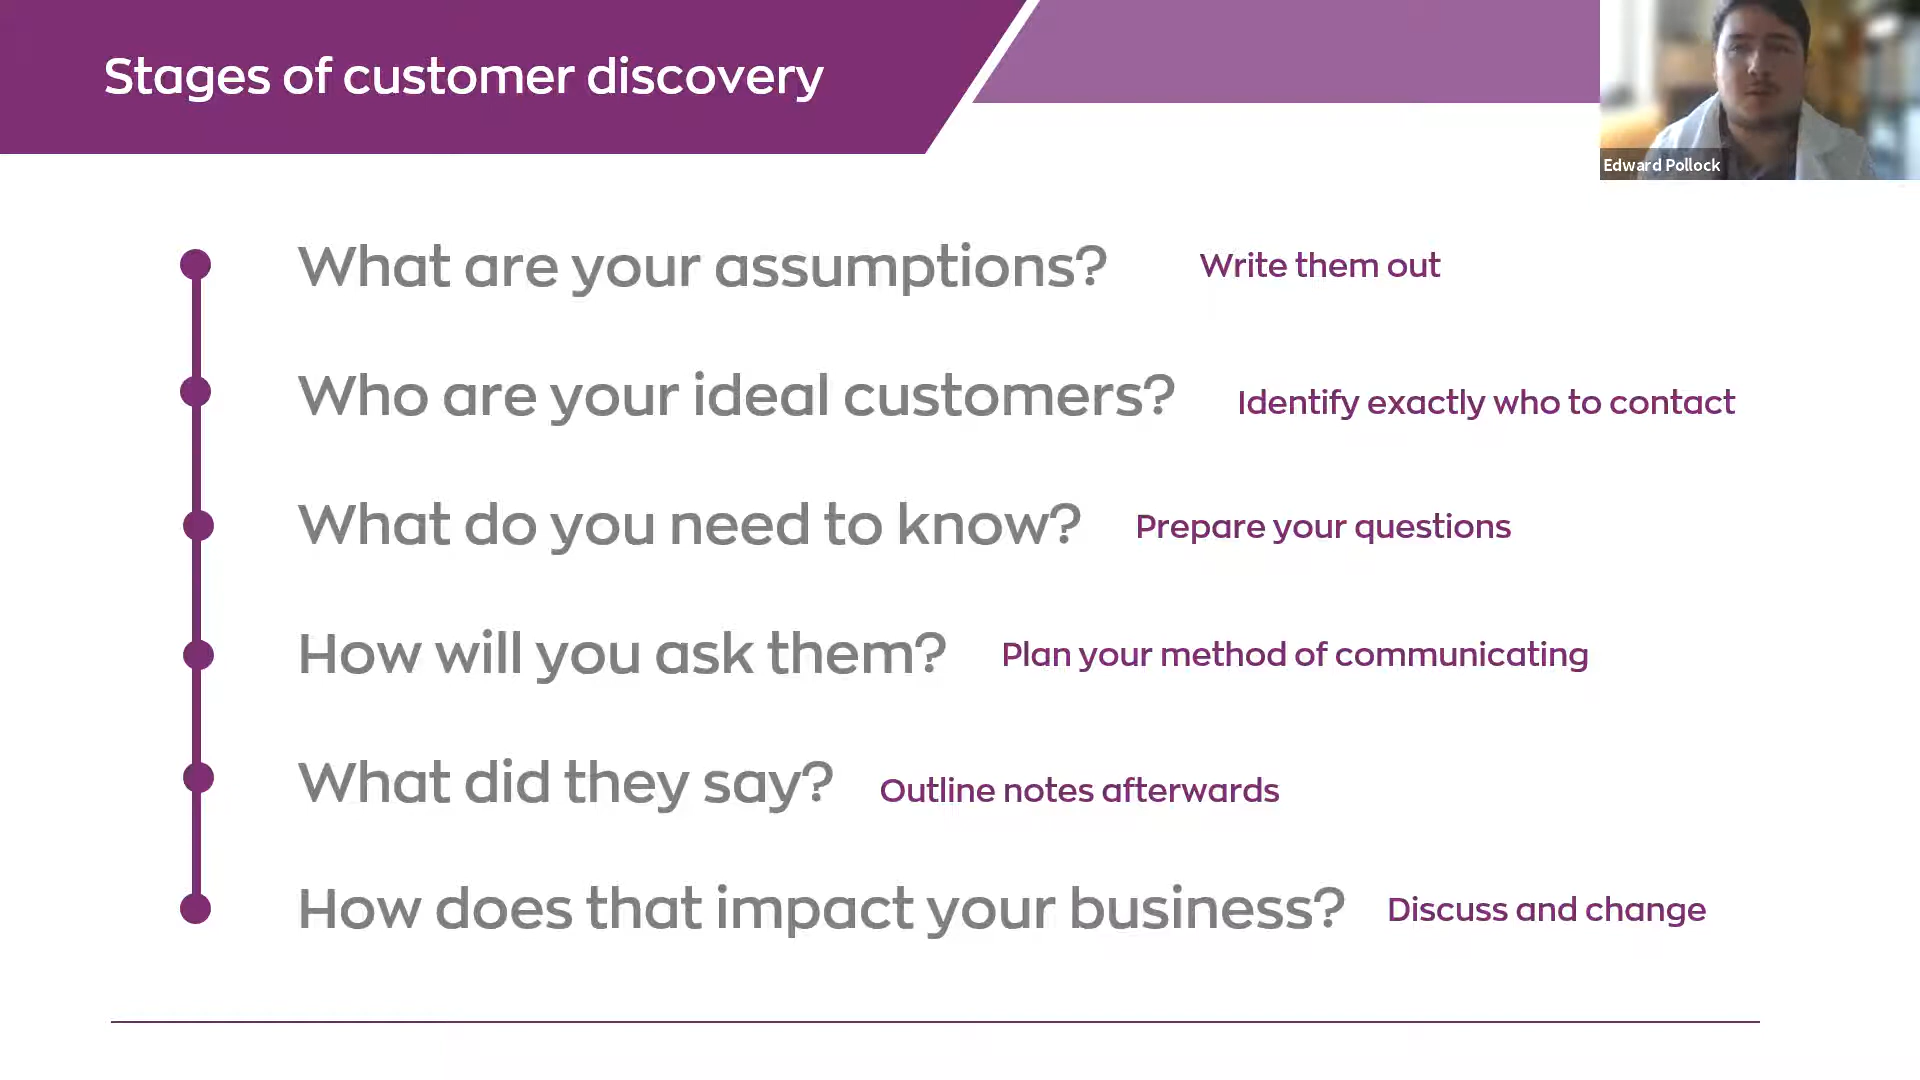 Stages of customer discovery
Edward Pollock
What are your assumptions? Write them out
Who are your ideal customers? Identify exactly who to contact
What do you need to know? Prepare your questions
How will you ask them? Plan your method of communicating
What did they say? Outline notes afterwards
How does that impact your business? Discuss and change